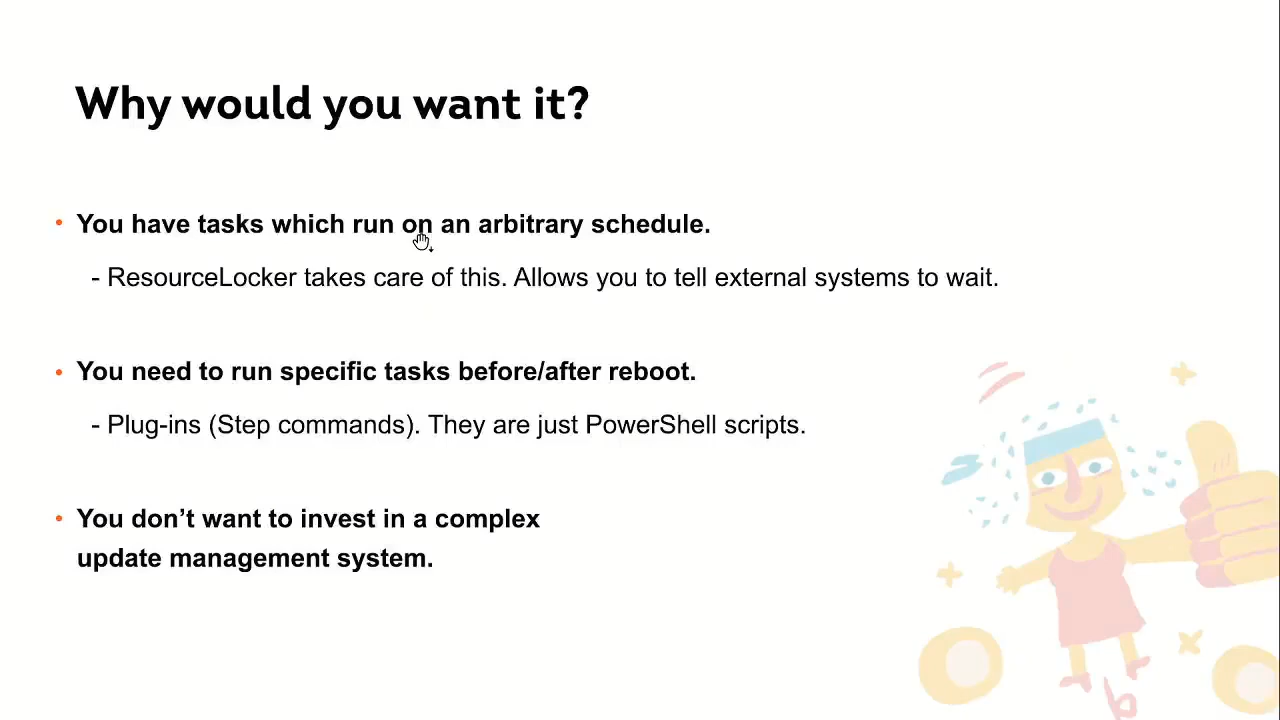 Why would you want it?
• You have tasks which run on an arbitrary schedule.
- ResourceLocker takes care of this. Allows you to tell external systems to wait.
• You need to run specific tasks before/after reboot.
- Plug-ins (Step commands). They are just PowerShell scripts.
• You don’t want to invest in a complex
update management system.